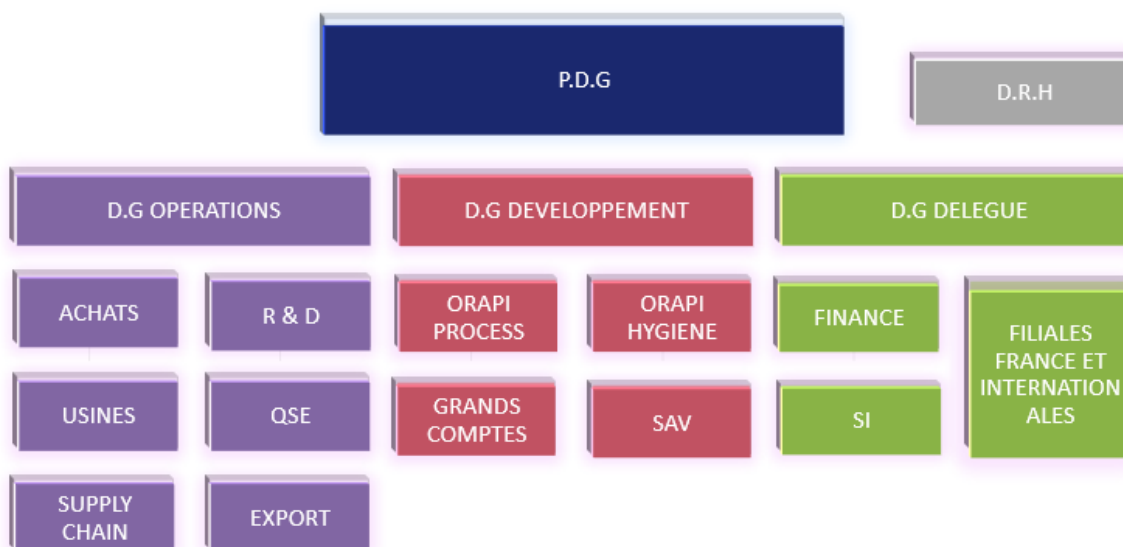 P.D.G
D.R.H
D.G OPERATIONS
D.G DEVELOPPEMENT
D.G DELEGUE
ACHATS
R & D
ORAPI
PROCESS
ORAPI
HYGIENE
FINANCE
FILIALES
FRANCE ET
INTERNATION
ALES
USINES
QSE
GRANDS
COMPTES
SAV
SI
SUPPLY
CHAIN
EXPORT